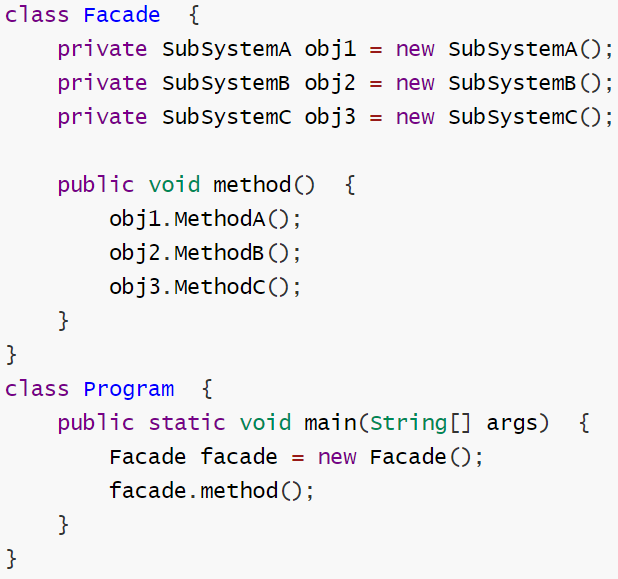 class Facade  {
    private SubSystemA obj1 = new SubSystemA();
    private SubSystemB obj2 = new SubSystemB();
    private SubSystemC obj3 = new SubSystemC();

    public void method()  {
        obj1.MethodA();
        obj2.MethodB();
        obj3.MethodC();
    }
}
class Program  {
    public static void main(String[] args)  {
        Facade facade = new Facade();
        facade.method();
    }
}